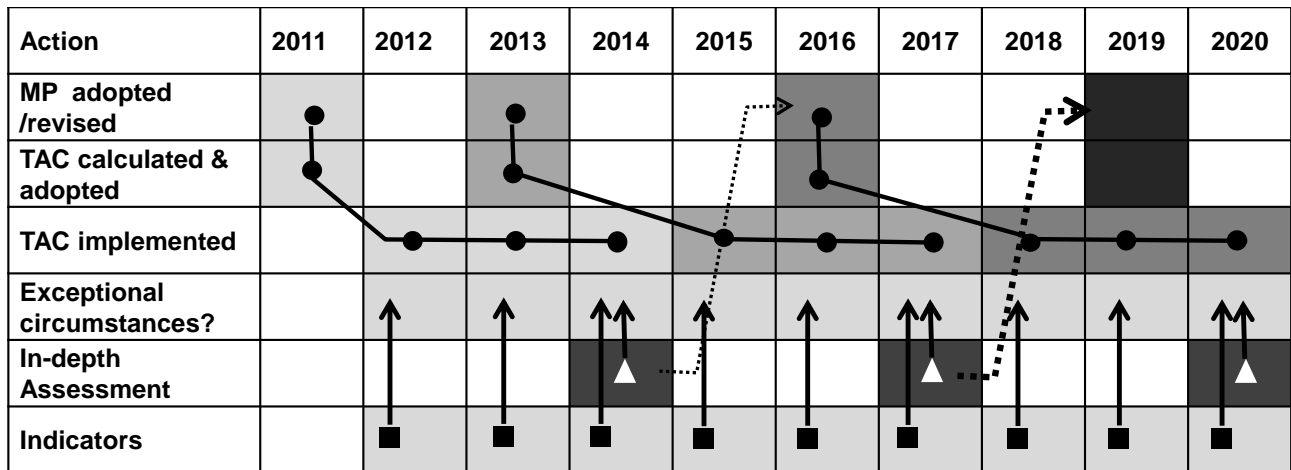 Action 2011 2012 2013 2014 2015 2016 2017 2018 2019 2020
MP adopted
/revised
TAC calculated &
adopted
TAC implemented
Exceptional
circumstances?
In-depth
Assessment
Indicators